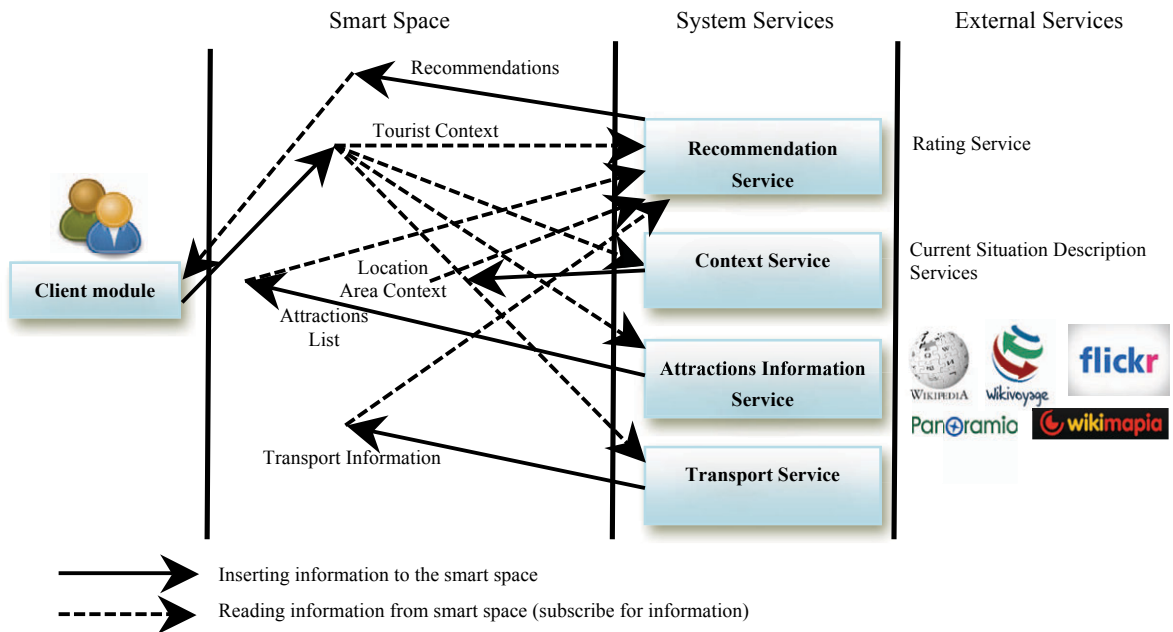 Smart Space
System Services
External Services
Recommendations
Tourist Context
Recommendation
Service
Rating Service
Client module
Location
Area Context
Context Service
Current Situation Description
Services
Attractions
List
Attractions Information
Service
WIKIPEDIA
Wikivoyage
flickr
Panoramio
wikimapia
Transport Information
Transport Service
Inserting information to the smart space
Reading information from smart space (subscribe for information)